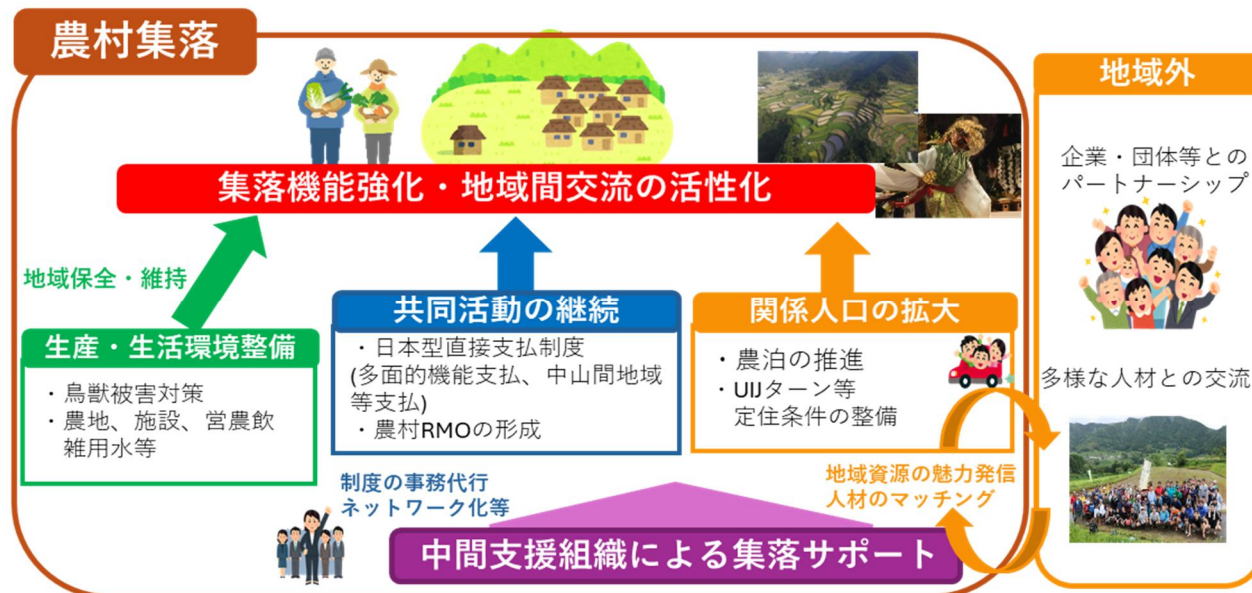 農村集落
集落機能強化・地域間交流の活性化
地域保全・維持
生産・生活環境整備
・鳥獣被害対策
・農地、施設、営農飲
雑用水等
共同活動の継続
・日本型直接支払制度
(多面的機能支払、中山間地域
等支払)
・農村RMOの形成
関係人口の拡大
・農泊の推進
・UIJターン等
定住条件の整備
制度の事務代行
ネットワーク化等
地域資源の魅力発信
人材のマッチング
中間支援組織による集落サポート
地域外
企業・団体等との
パートナーシップ
多様な人材との交流